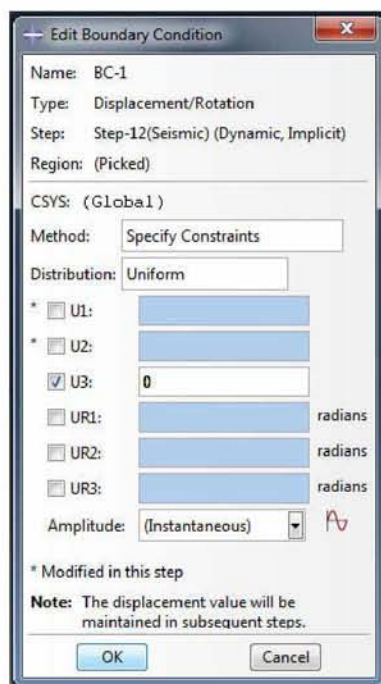 Edit Boundary Condition
Name: BC-1
Type: Displacement/Rotation
Step: Step-12(Seismic) (Dynamic, Implicit)
Region: (Picked)
CSYS: (Global)
Method: Specify Constraints
Distribution: Uniform
* U1:
* U2:
U3: 0
UR1: radians
UR2: radians
UR3: radians
Amplitude: (Instantaneous)
* Modified in this step
Note: The displacement value will be
maintained in subsequent steps.
OK Cancel